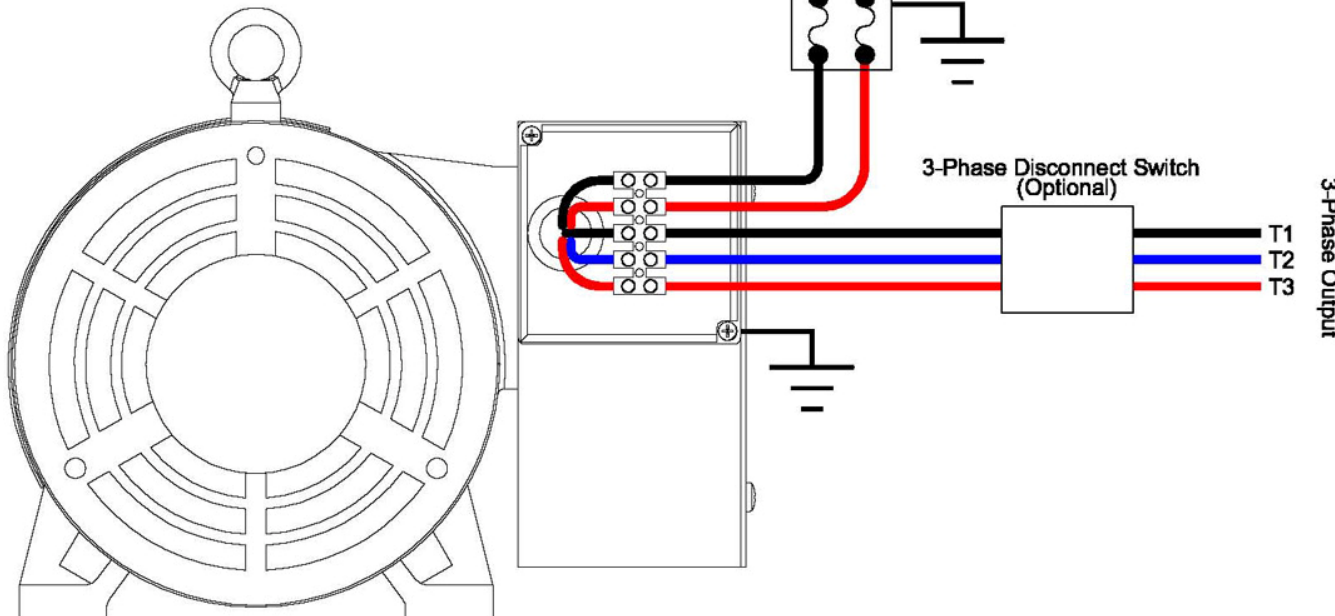 3-Phase Disconnect Switch
(Optional)
T1
T2
T3
3-Phase Output